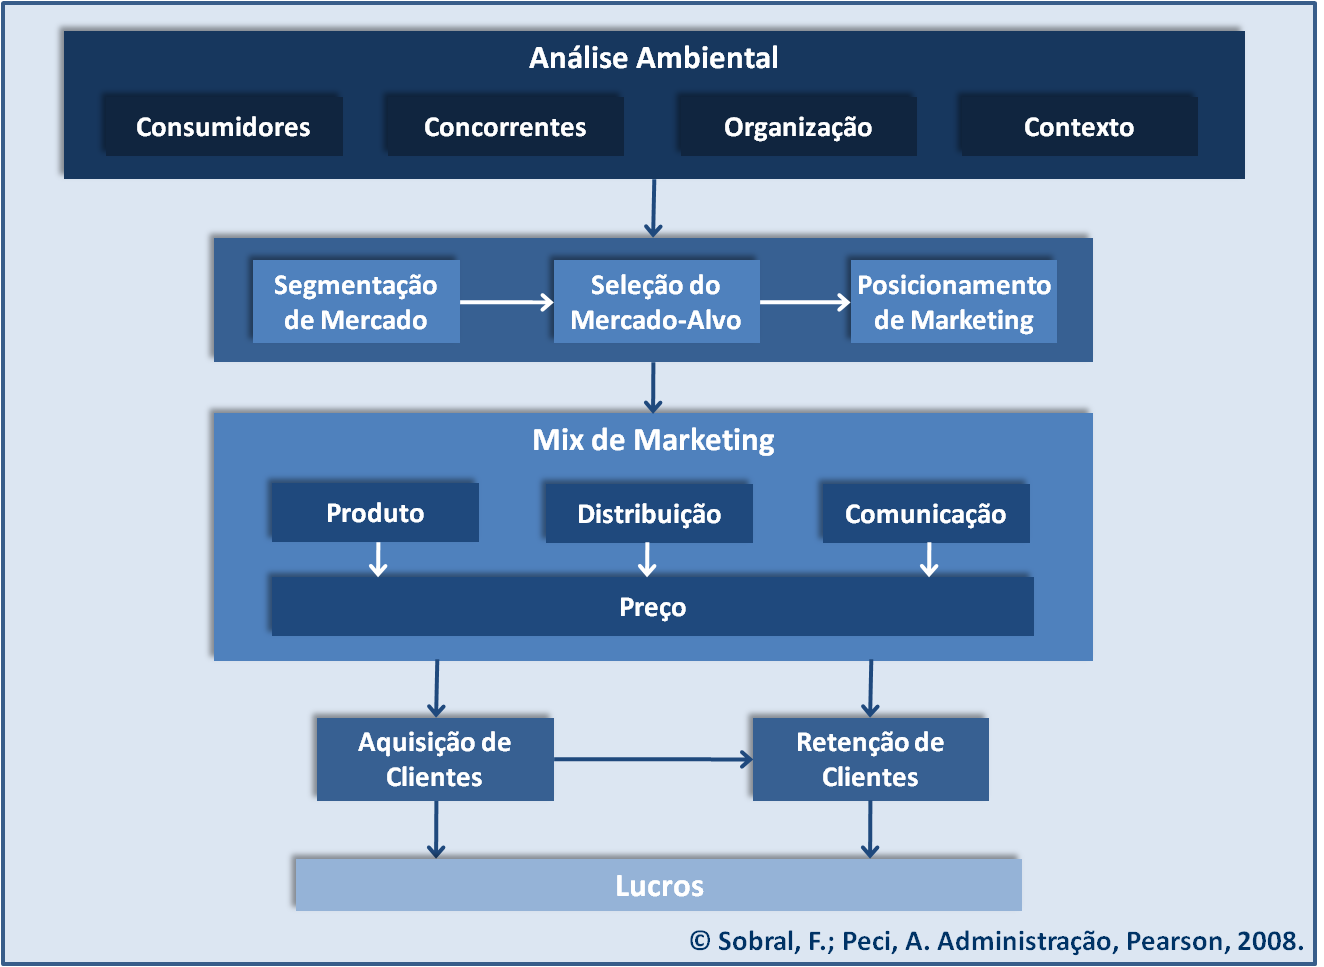 Análise Ambiental
Consumidores
Concorrentes
Organização
Contexto
Segmentação
de Mercado
Seleção do
Mercado-Alvo
Posicionamento
de Marketing
Mix de Marketing
Produto
Distribuição
Comunicação
Preço
Aquisição de
Clientes
Retenção de
Clientes
Lucros
© Sobral, F.; Peci, A. Administração, Pearson, 2008.